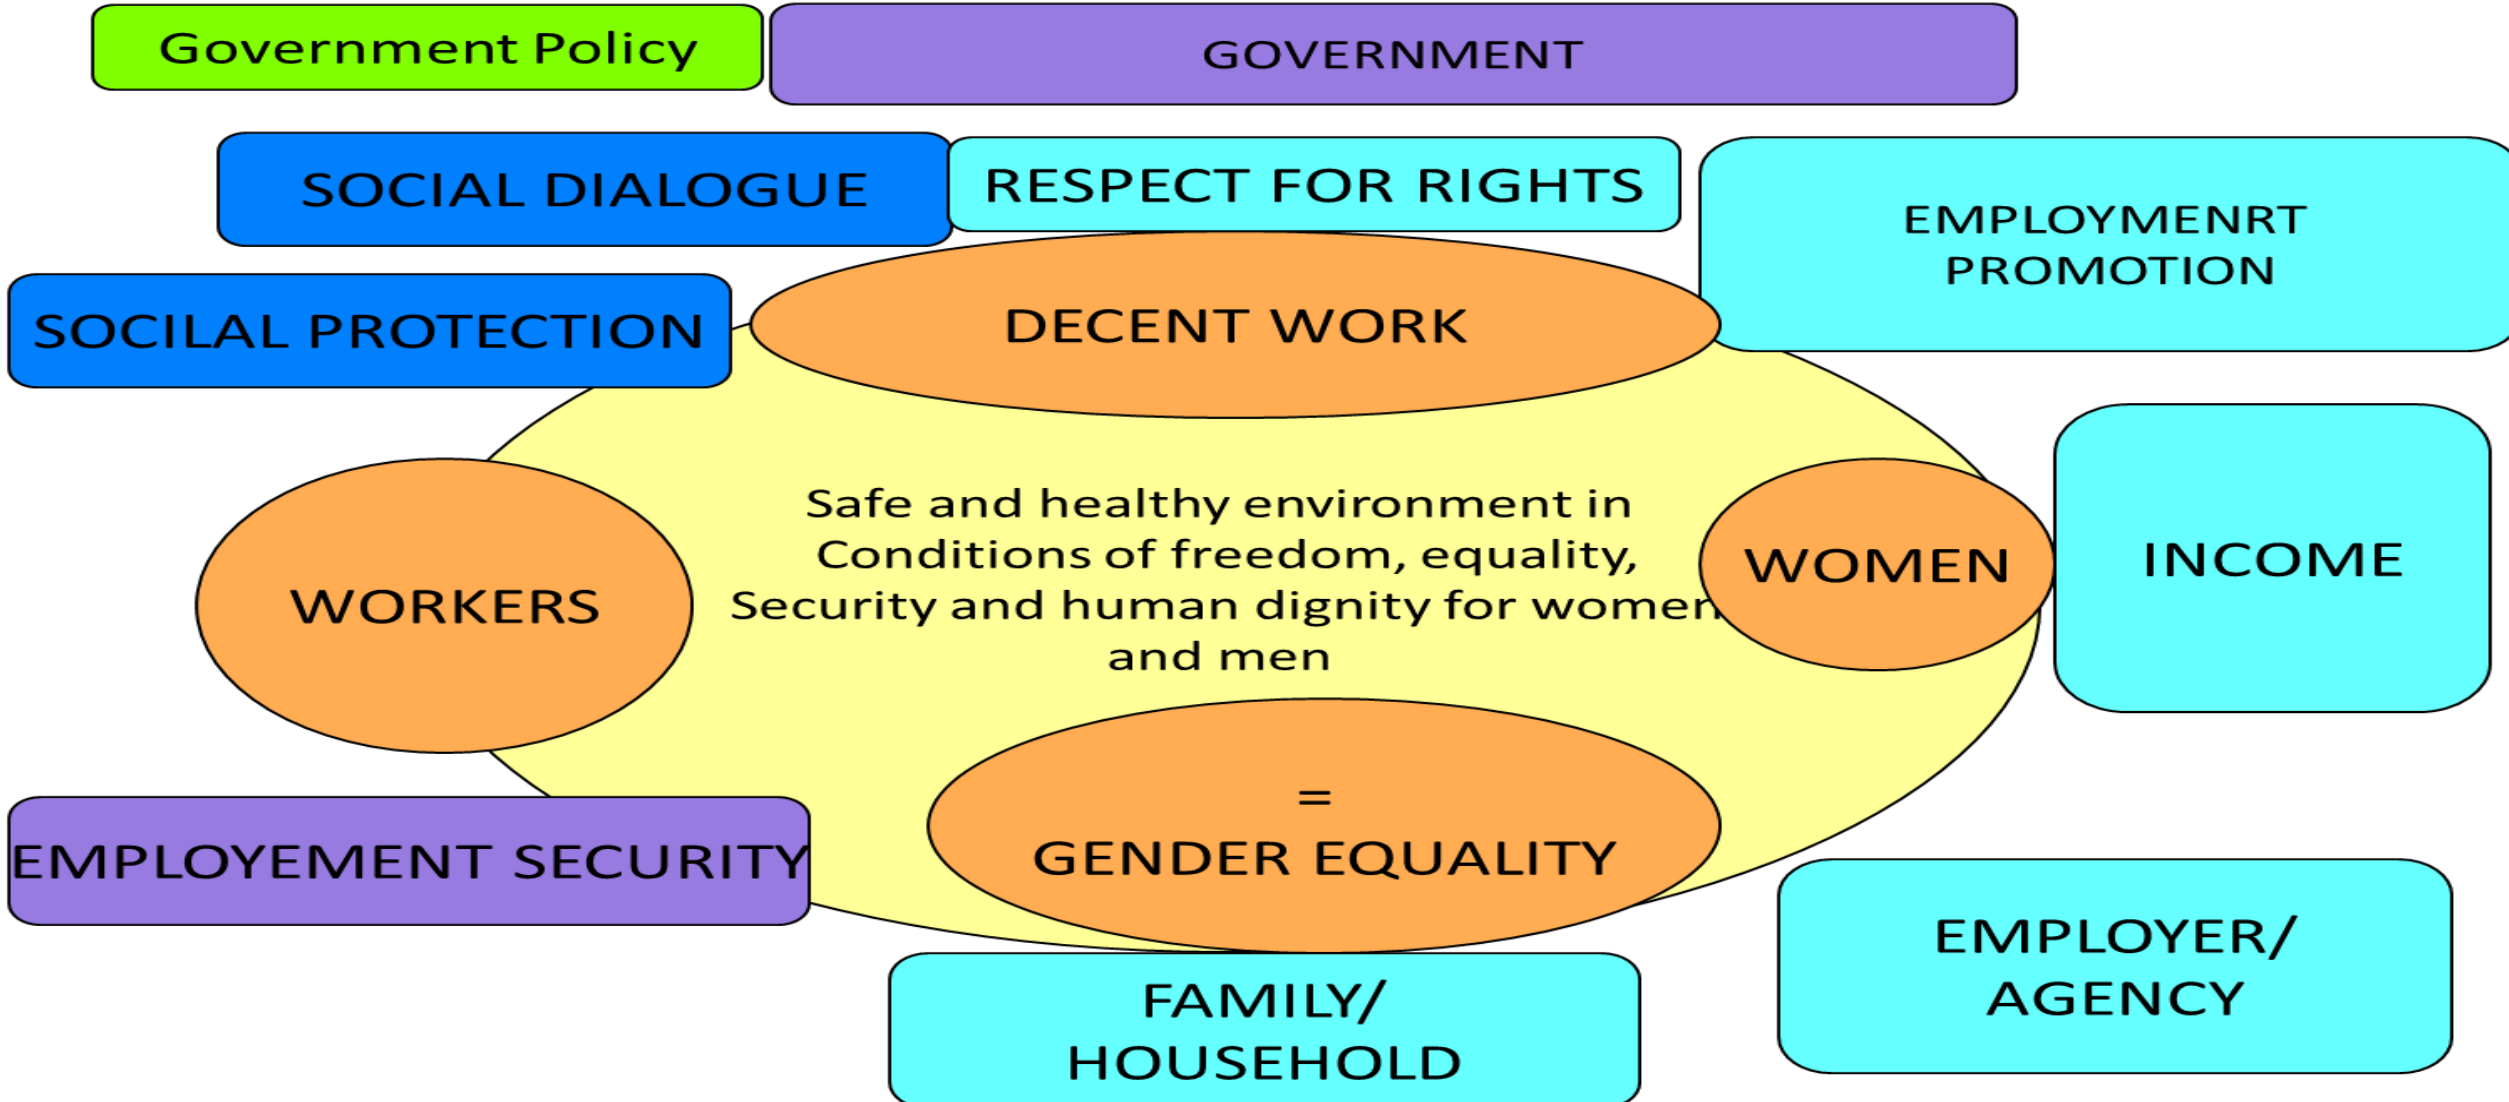 Government Policy
GOVERNMENT
SOCIAL DIALOGUE
RESPECT FOR RIGHTS
EMPLOYMENRT
PROMOTION
SOCILAL PROTECTION
DECENT WORK
Safe and healthy environment in
Conditions of freedom, equality,
Security and human dignity for women
and men
WORKERS
WOMEN
INCOME
=
GENDER EQUALITY
EMPLOYEMENT SECURITY
EMPLOYER/
AGENCY
FAMILY/
HOUSEHOLD